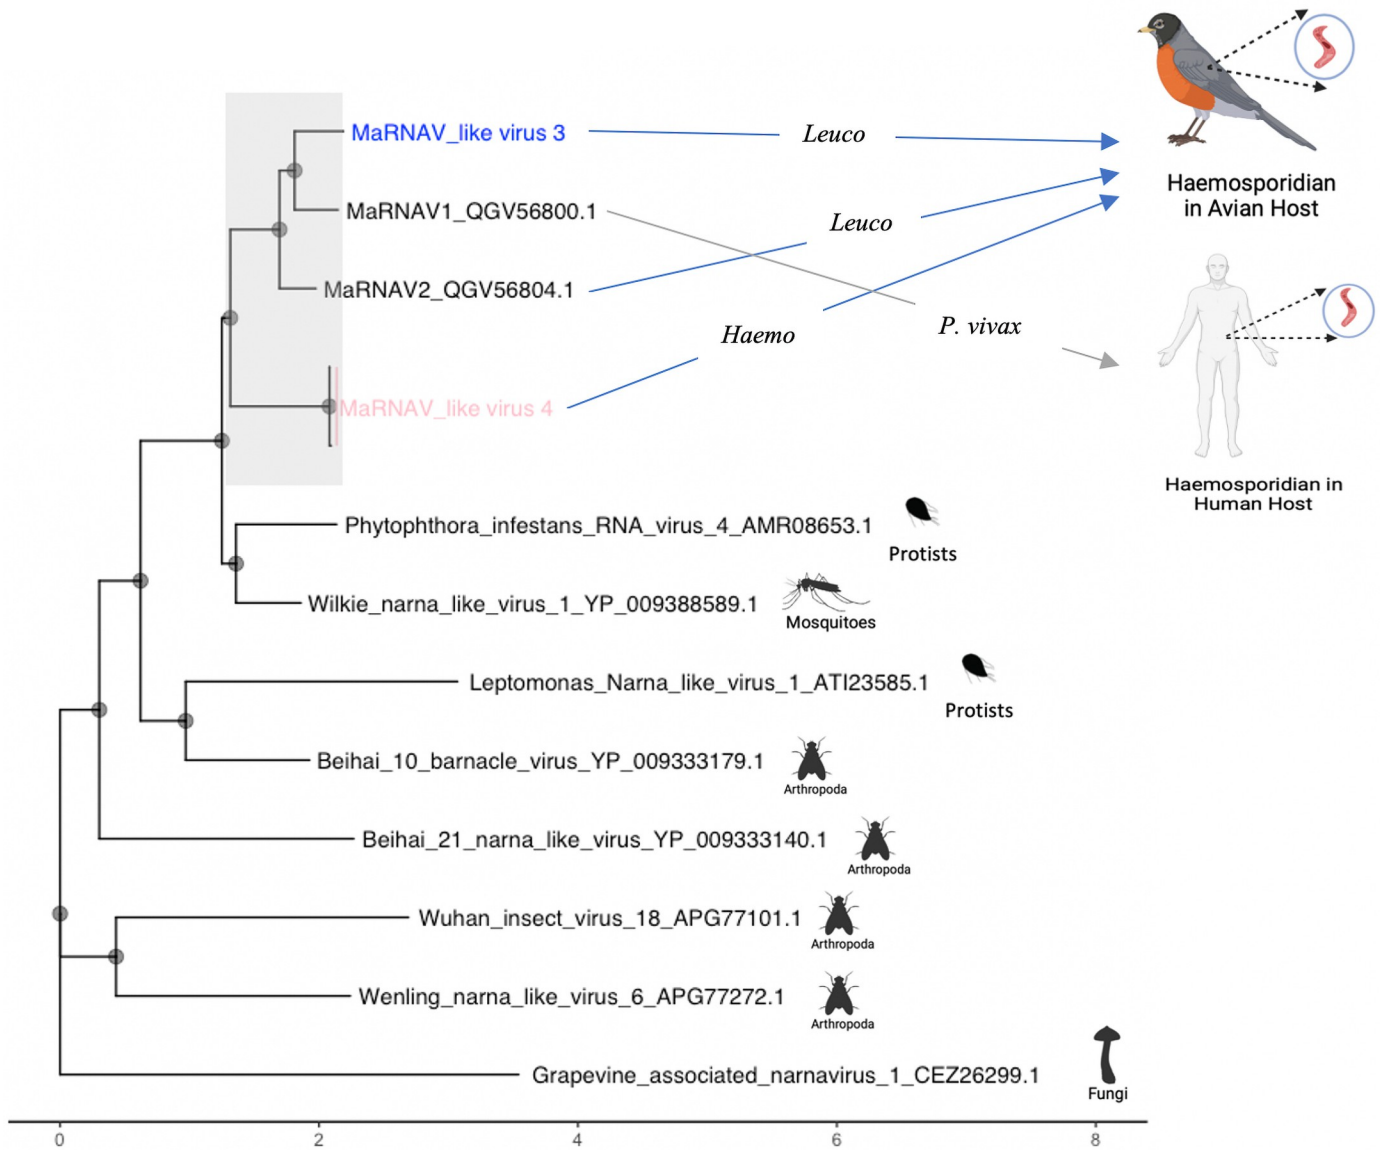 MaRNAV_like virus 3
Leuco
Haemosporidian
in Avian Host
MaRNAV1_QGV56800.1
Leuco
MaRNAV2_QGV56804.1
P. vivax
Haemo
MaRNAV_like virus 4
Haemosporidian in
Human Host
Phytophthora_infestans_RNA_virus_4_AMR08653.1
Protists
Wilkie_narna_like_virus_1_YP_009388589.1
Mosquitoes
Leptomonas_Narna_like_virus_1_ATI23585.1
Protists
Beihai_10_barnacle_virus_YP_009333179.1
Arthropoda
Beihai_21_narna_like_virus_YP_009333140.1
Arthropoda
Wuhan_insect_virus_18_APG77101.1
Arthropoda
Wenling_narna_like_virus_6_APG77272.1
Arthropoda
Grapevine_associated_narnavirus_1_CEZ26299.1
Fungi
0 2 4 6 8